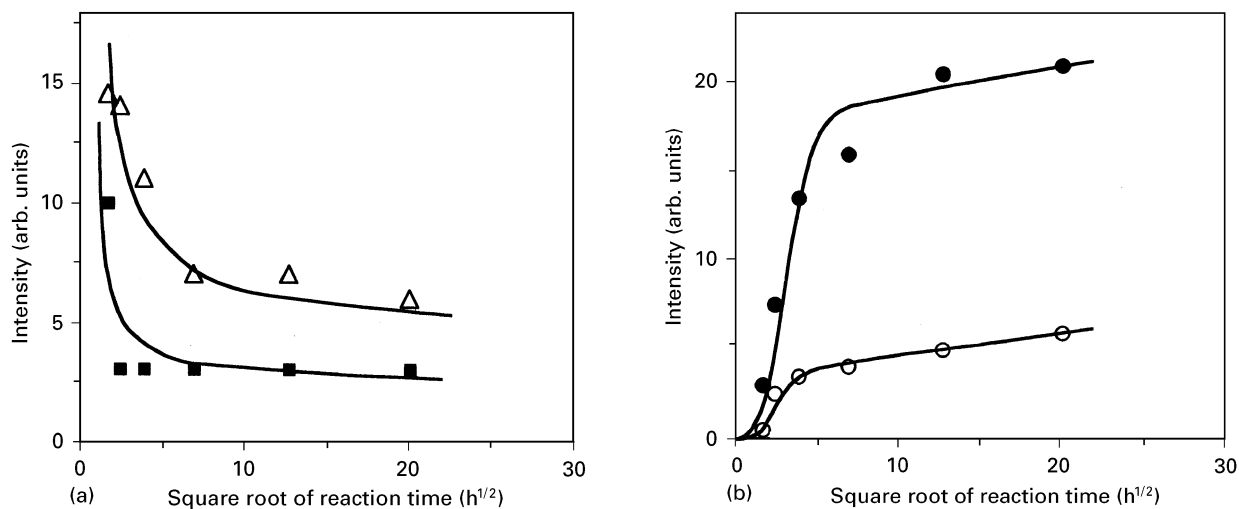 15
10
5
0
Intensity (arb. units)
0 10 20 30
(a) Square root of reaction time (h1/2)
20
10
0
Intensity (arb. units)
0 10 20 30
(b) Square root of reaction time (h1/2)